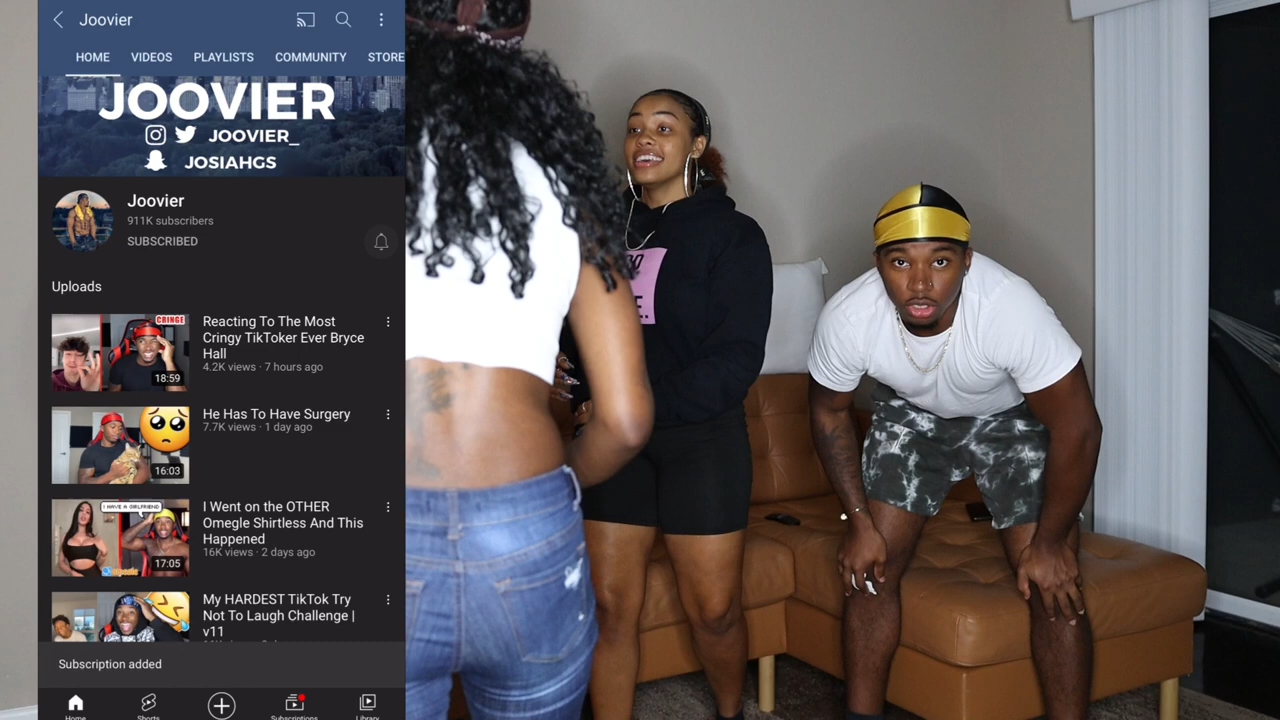 Joovier
HOME VIDEOS PLAYLISTS COMMUNITY STORE
JOOVIER
JOOVIER_
JOSIAHGS
Joovier
911K subscribers
SUBSCRIBED
Uploads
Reacting To The Most
Cringy TikToker Ever Bryce
Hall
4.2K views · 7 hours ago
CRINGE
18:59
He Has To Have Surgery
7.7K views · 1 day ago
16:03
I Went on the OTHER
Omegle Shirtless And This
Happened
16K views · 2 days ago
I HAVE A GIRLFRIEND
17:05
My HARDEST TikTok Try
Not To Laugh Challenge |
v11
Subscription added
Home Shorts Subscriptions Library